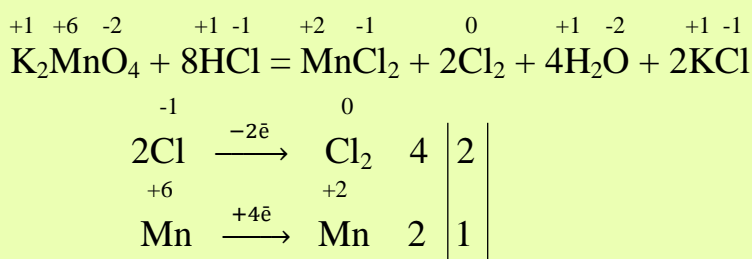 +1 +6 -2 +1 -1 +2 -1 0 +1 -2 +1 -1
K₂MnO₄ + 8HCl = MnCl₂ + 2Cl₂ + 4H₂O + 2KCl
-1 0
2Cl —−2ē→ Cl₂ 4 | 2 |
+6 +2
Mn —+4ē→ Mn 2 | 1 |